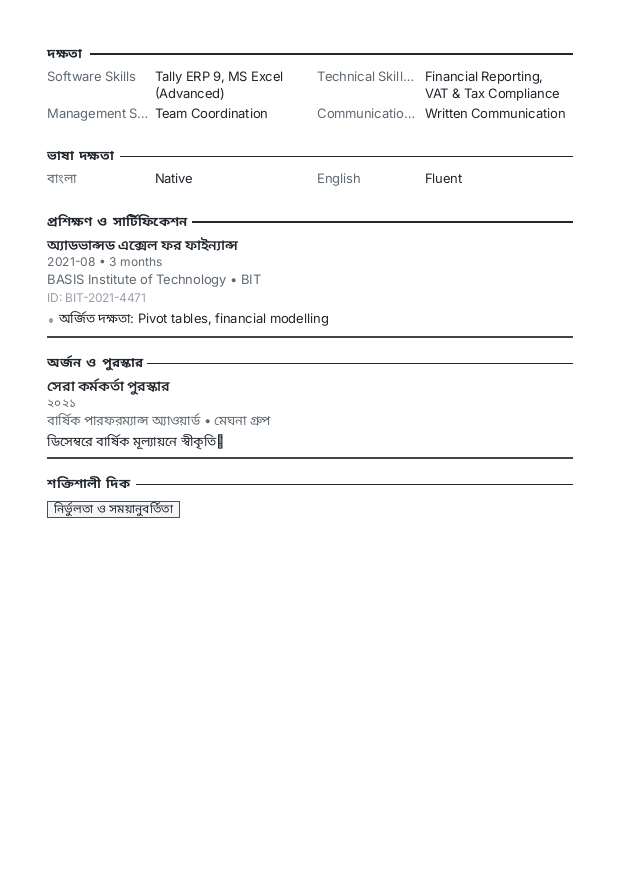 দক্ষতা
Software Skills Tally ERP 9, MS Excel (Advanced) Technical Skill... Financial Reporting, VAT & Tax Compliance
Management S... Team Coordination Communicatio... Written Communication
ভাষা দক্ষতা
বাংলা Native English Fluent
প্রশিক্ষণ ও সার্টিফিকেশন
অ্যাডভান্সড এক্সেল ফর ফাইন্যান্স
2021-08 • 3 months
BASIS Institute of Technology • BIT
ID: BIT-2021-4471
• অর্জিত দক্ষতা: Pivot tables, financial modelling
অর্জন ও পুরস্কার
সেরা কর্মকর্তা পুরস্কার
২০২১
বার্ষিক পারফরম্যান্স অ্যাওয়ার্ড • মেঘনা গ্রুপ
ডিসেম্বরে বার্ষিক মূল্যায়নে স্বীকৃতি
শক্তিশালী দিক
নির্ভুলতা ও সময়ানুবর্তিতা